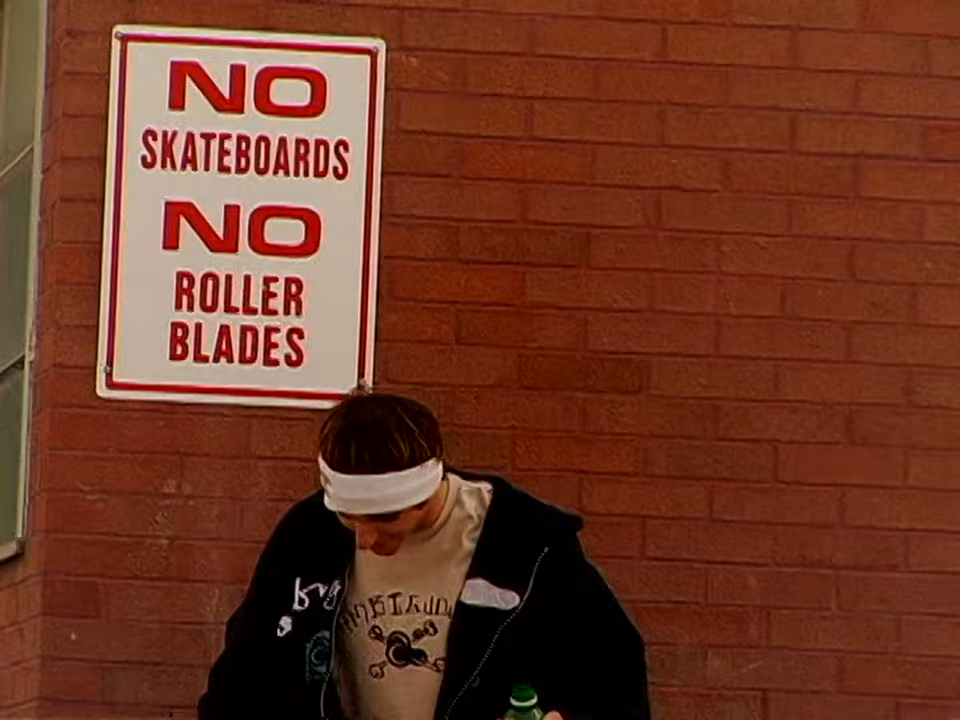 NO
SKATEBOARDS
NO
ROLLER
BLADES